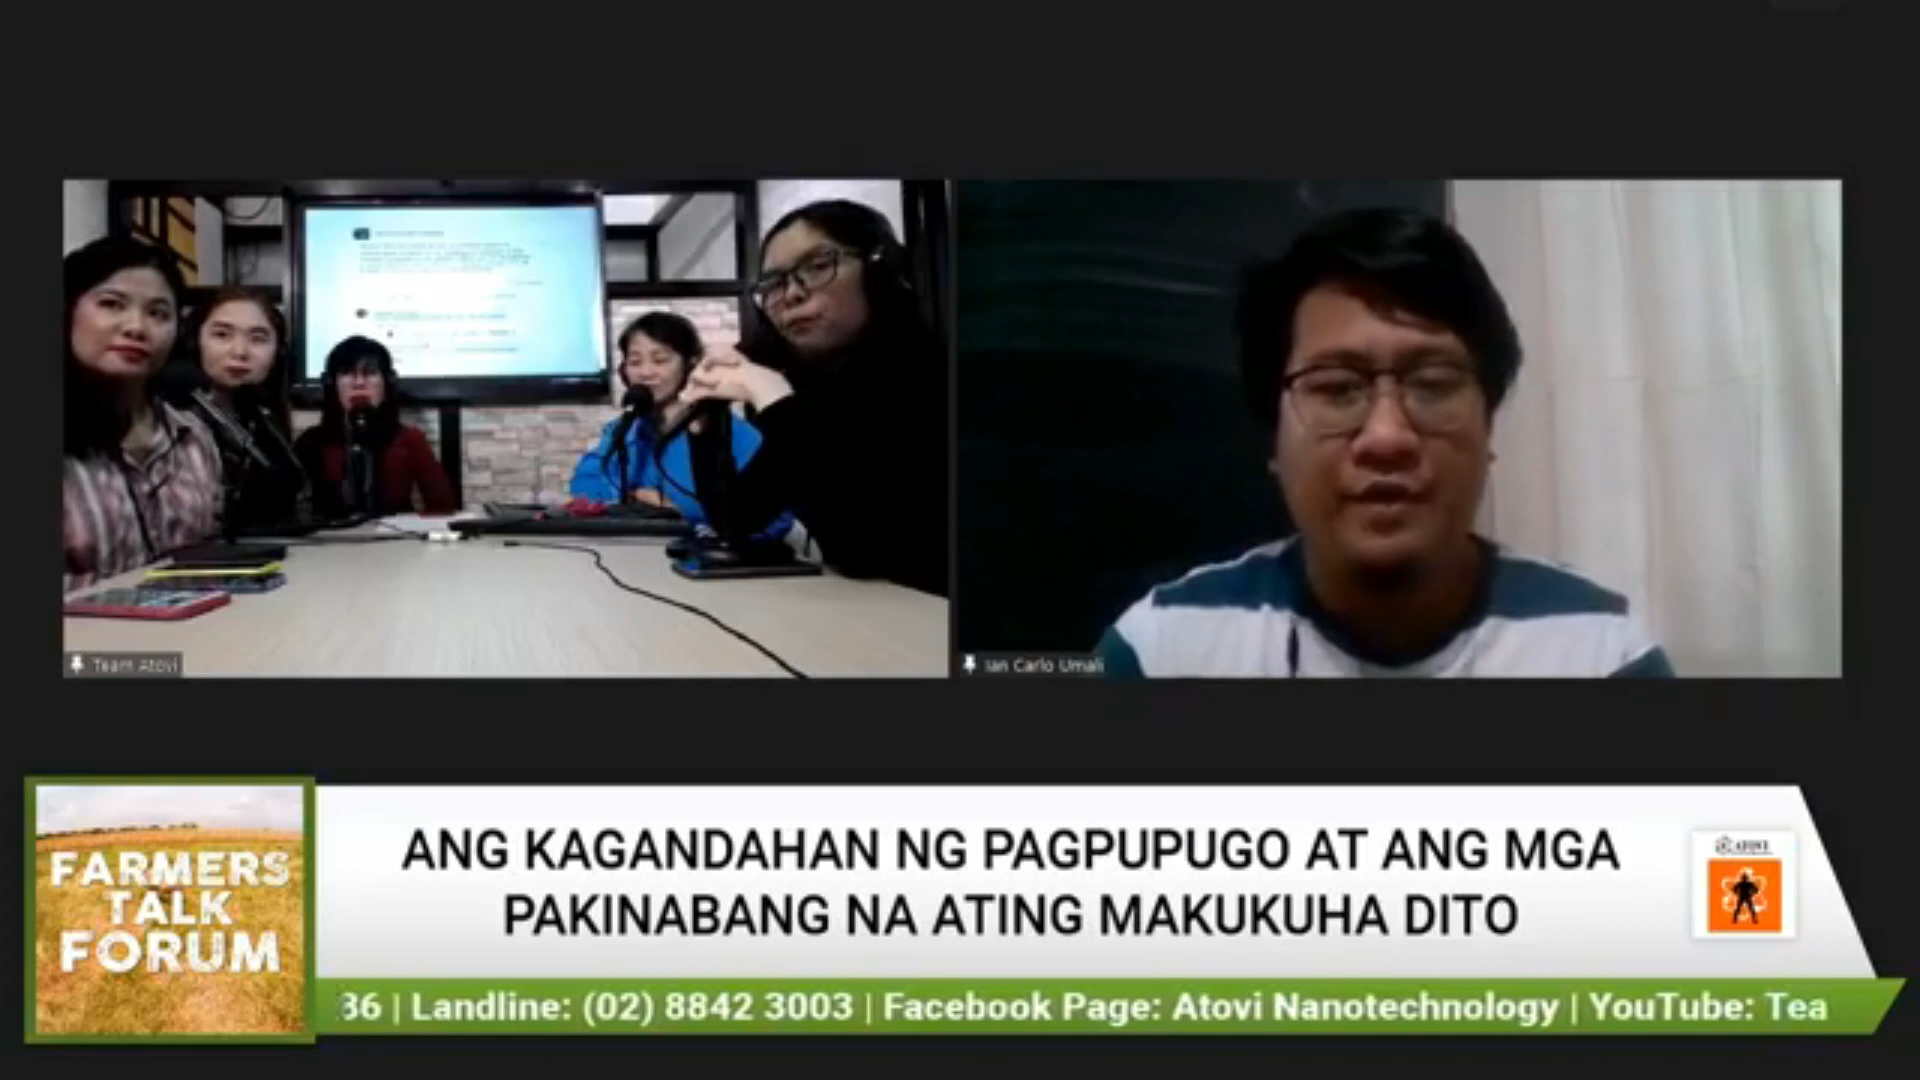 Team Atovi
Ian Carlo Umali
FARMERS
TALK
FORUM
ANG KAGANDAHAN NG PAGPUPUGO AT ANG MGA
PAKINABANG NA ATING MAKUKUHA DITO
ATOVI
36 | Landline: (02) 8842 3003 | Facebook Page: Atovi Nanotechnology | YouTube: Tea